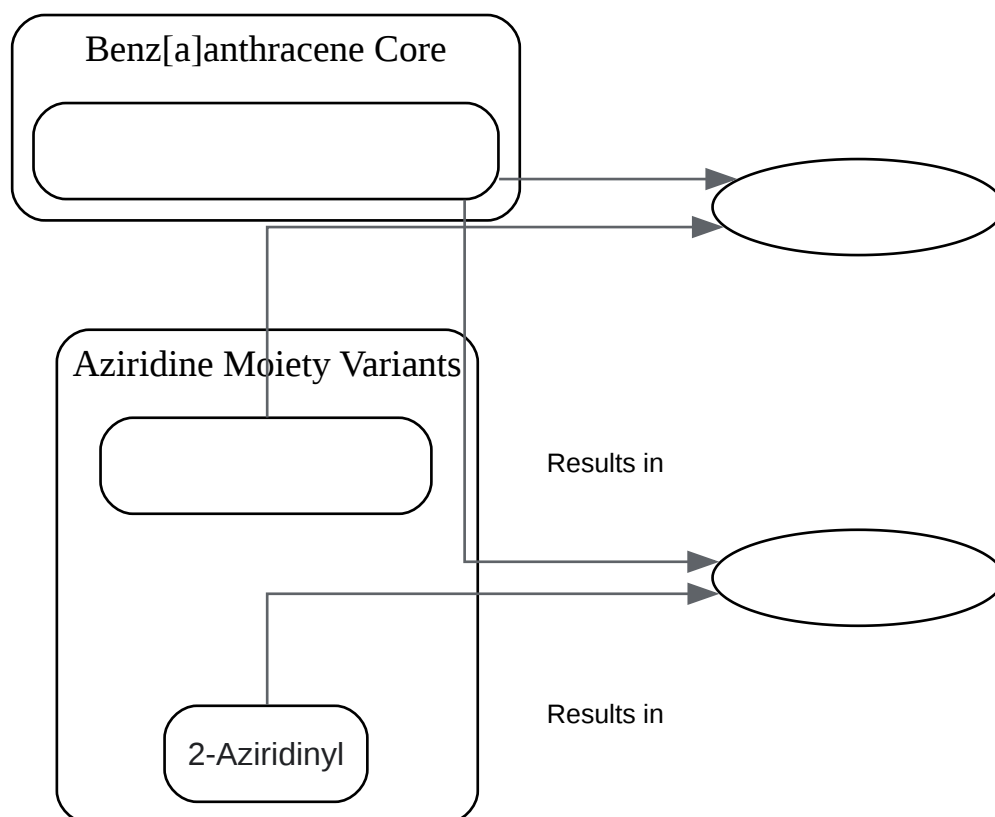 Benz[a]anthracene Core
Aziridine Moiety Variants
Results in
Results in
2-Aziridinyl